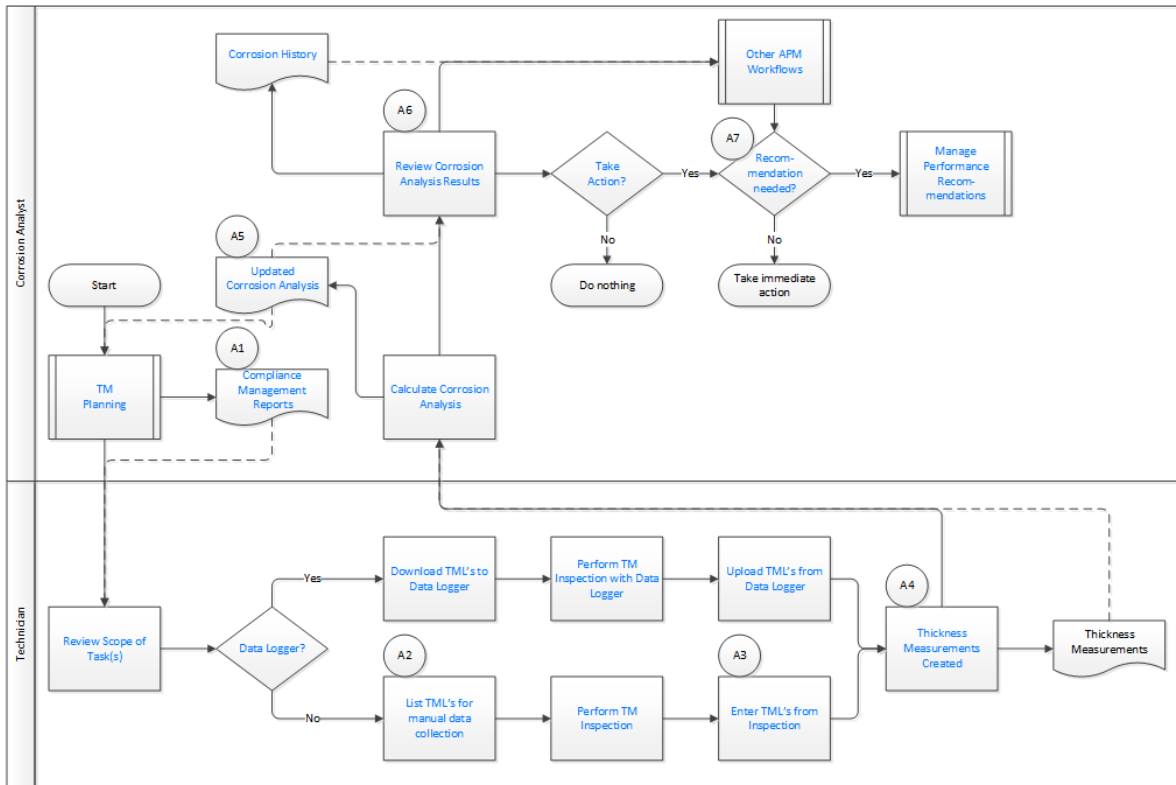 Corrosion Analyst
Corrosion History
Other APM
Workflows
A6
A7
Review Corrosion
Analysis Results
Take
Action?
Yes
Recom-
mendation
needed?
Yes
Manage
Performance
Recom-
mendations
A5
No
No
Start
Updated
Corrosion Analysis
Do nothing
Take immediate
action
A1
TM
Planning
Compliance
Management
Reports
Calculate Corrosion
Analysis
Technician
Yes
Download TML's to
Data Logger
Perform TM
Inspection with Data
Logger
Upload TML's from
Data Logger
A4
Review Scope of
Task(s)
Data Logger?
Thickness
Measurements
Created
Thickness
Measurements
A2
A3
No
List TML's for
manual data
collection
Perform TM
Inspection
Enter TML's from
Inspection